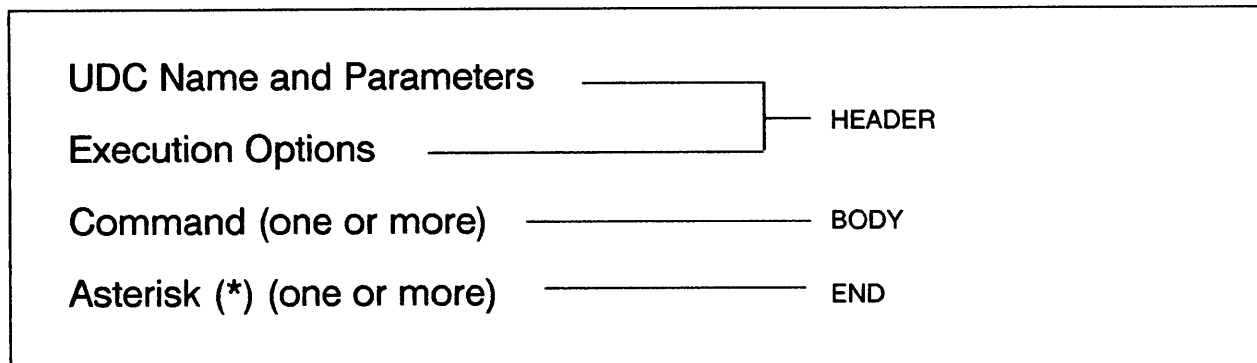 UDC Name and Parameters
HEADER
Execution Options
Command (one or more) BODY
Asterisk (*) (one or more) END